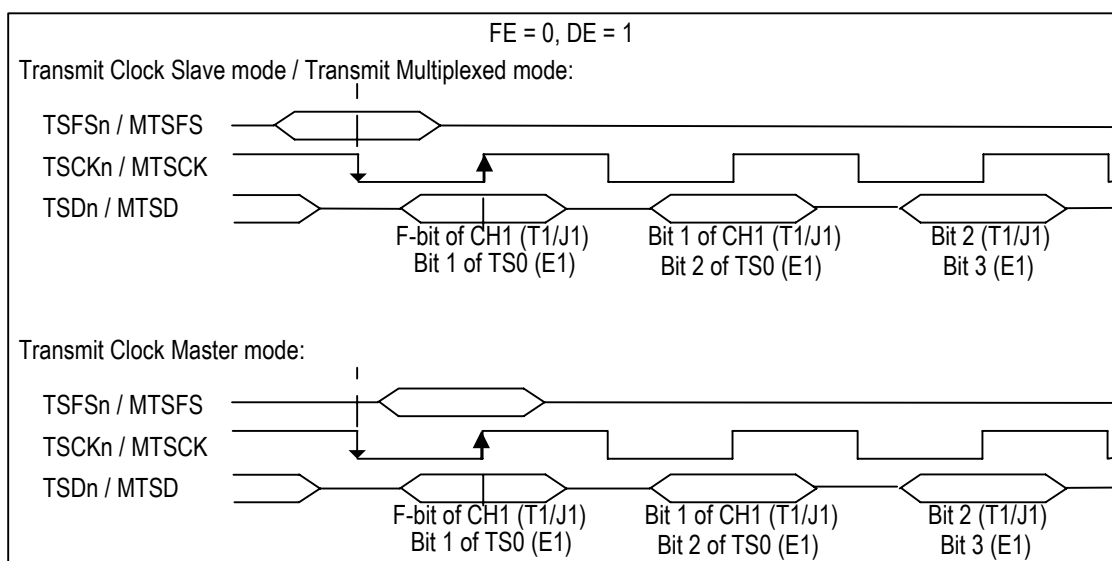 FE = 0, DE = 1
Transmit Clock Slave mode / Transmit Multiplexed mode:
TSFSn / MTSFS
TSCKn / MTSCK
TSDn / MTSD
F-bit of CH1 (T1/J1)
Bit 1 of TS0 (E1)
Bit 1 of CH1 (T1/J1)
Bit 2 of TS0 (E1)
Bit 2 (T1/J1)
Bit 3 (E1)
Transmit Clock Master mode:
TSFSn / MTSFS
TSCKn / MTSCK
TSDn / MTSD
F-bit of CH1 (T1/J1)
Bit 1 of TS0 (E1)
Bit 1 of CH1 (T1/J1)
Bit 2 of TS0 (E1)
Bit 2 (T1/J1)
Bit 3 (E1)